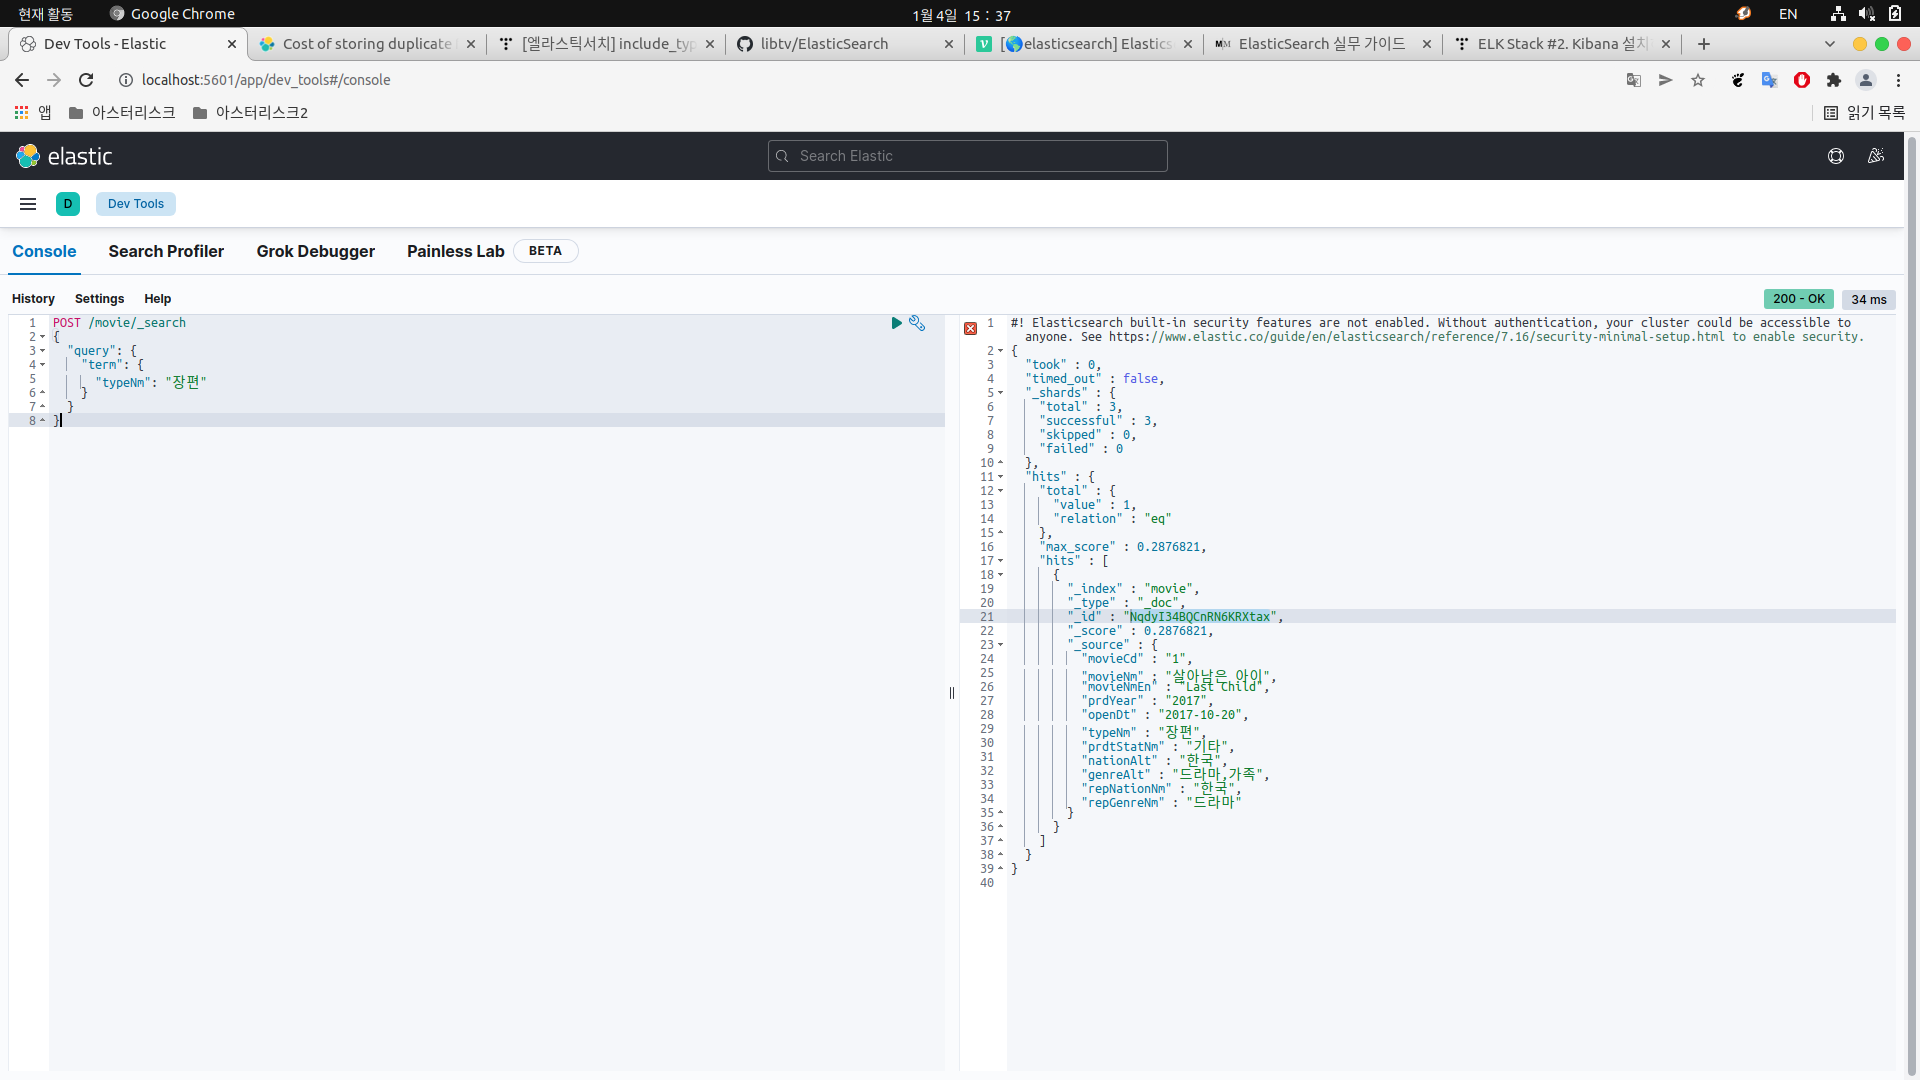 현재 활동 Google Chrome 1월 4일 15 : 37 EN
Dev Tools - Elastic Cost of storing duplicate [엘라스틱서치] include_typ libtv/ElasticSearch [🌎elasticsearch] Elastics ElasticSearch 실무 가이드 ELK Stack #2. Kibana 설치
localhost:5601/app/dev_tools#/console
앱 아스터리스크 아스터리스크2 읽기 목록
elastic Search Elastic
D Dev Tools
Console Search Profiler Grok Debugger Painless Lab BETA
History Settings Help 200 - OK 34 ms
1 POST /movie/_search
2 {
3 "query": {
4 "term": {
5 "typeNm": "장편"
6 }
7 }
8 }
1 #! Elasticsearch built-in security features are not enabled. Without authentication, your cluster could be accessible to
anyone. See https://www.elastic.co/guide/en/elasticsearch/reference/7.16/security-minimal-setup.html to enable security.
2 {
3 "took" : 0,
4 "timed_out" : false,
5 "_shards" : {
6 "total" : 3,
7 "successful" : 3,
8 "skipped" : 0,
9 "failed" : 0
10 },
11 "hits" : {
12 "total" : {
13 "value" : 1,
14 "relation" : "eq"
15 },
16 "max_score" : 0.2876821,
17 "hits" : [
18 {
19 "_index" : "movie",
20 "_type" : "_doc",
21 "_id" : "NqdyI34BQCnRN6KRXtax",
22 "_score" : 0.2876821,
23 "_source" : {
24 "movieCd" : "1",
25 "movieNm" : "살아남은 아이",
26 "movieNmEn" : "Last Child",
27 "prdYear" : "2017",
28 "openDt" : "2017-10-20",
29 "typeNm" : "장편",
30 "prdtStatNm" : "기타",
31 "nationAlt" : "한국",
32 "genreAlt" : "드라마,가족",
33 "repNationNm" : "한국",
34 "repGenreNm" : "드라마"
35 }
36 }
37 ]
38 }
39 }
40